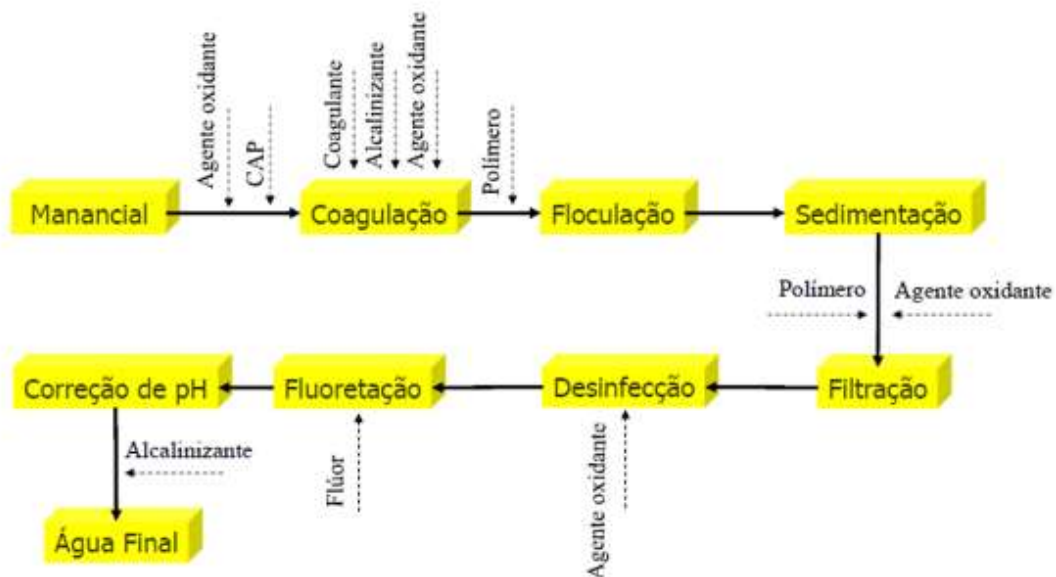 Agente oxidante
CAP
Coagulante
Alcalinizante
Agente oxidante
Polímero
Manancial
Coagulação
Floculação
Sedimentação
Polímero
Agente oxidante
Correção de pH
Fluoretação
Desinfecção
Filtração
Alcalinizante
Flúor
Agente oxidante
Água Final